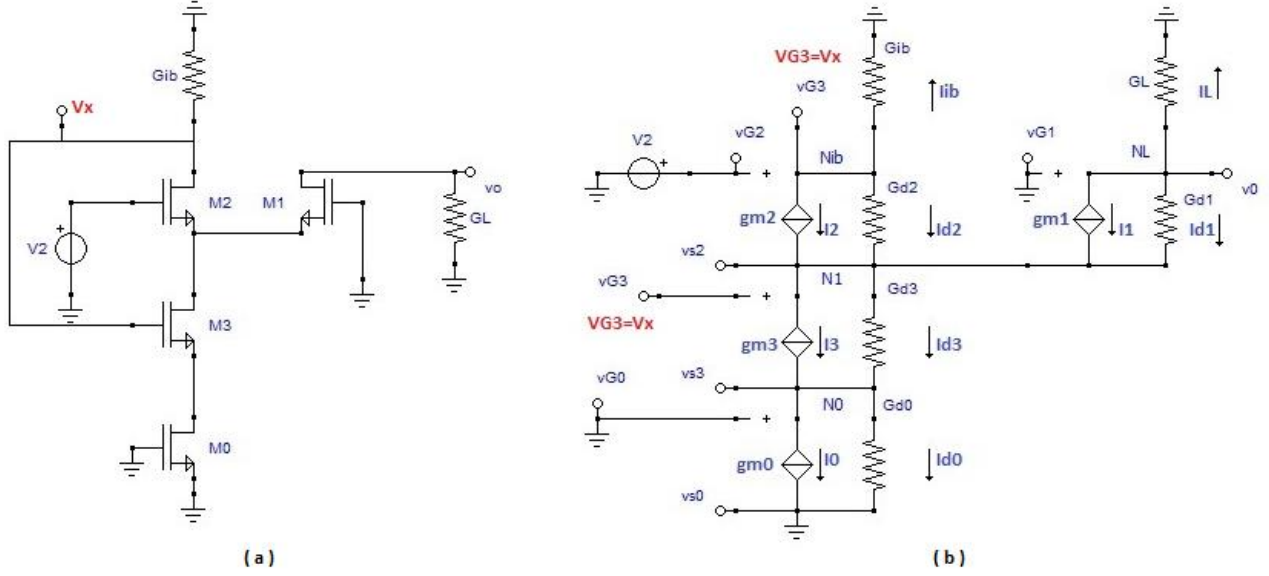 Gib
Vx
M2
M1
vo
GL
V2
M3
M0
( a )
VG3=Vx
Gib
Iib
vG3
V2
vG2
+
+
Nib
Gd2
gm2
I2
Id2
vs2
N1
vG3
+
Gd3
VG3=Vx
gm3
I3
Id3
vG0
vs3
N0
Gd0
+
gm0
I0
Id0
vs0
GL
IL
vG1
+
NL
v0
Gd1
gm1
I1
Id1
( b )